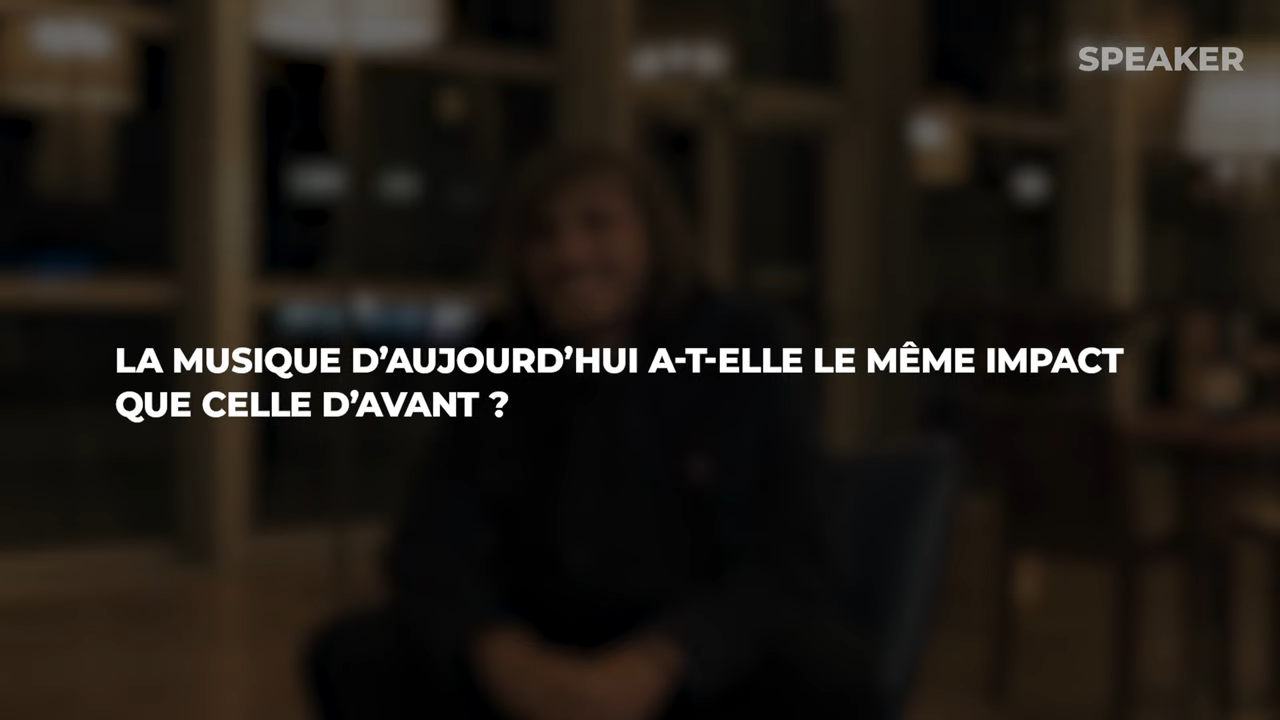 SPEAKER
LA MUSIQUE D’AUJOURD’HUI A-T-ELLE LE MÊME IMPACT
QUE CELLE D’AVANT ?